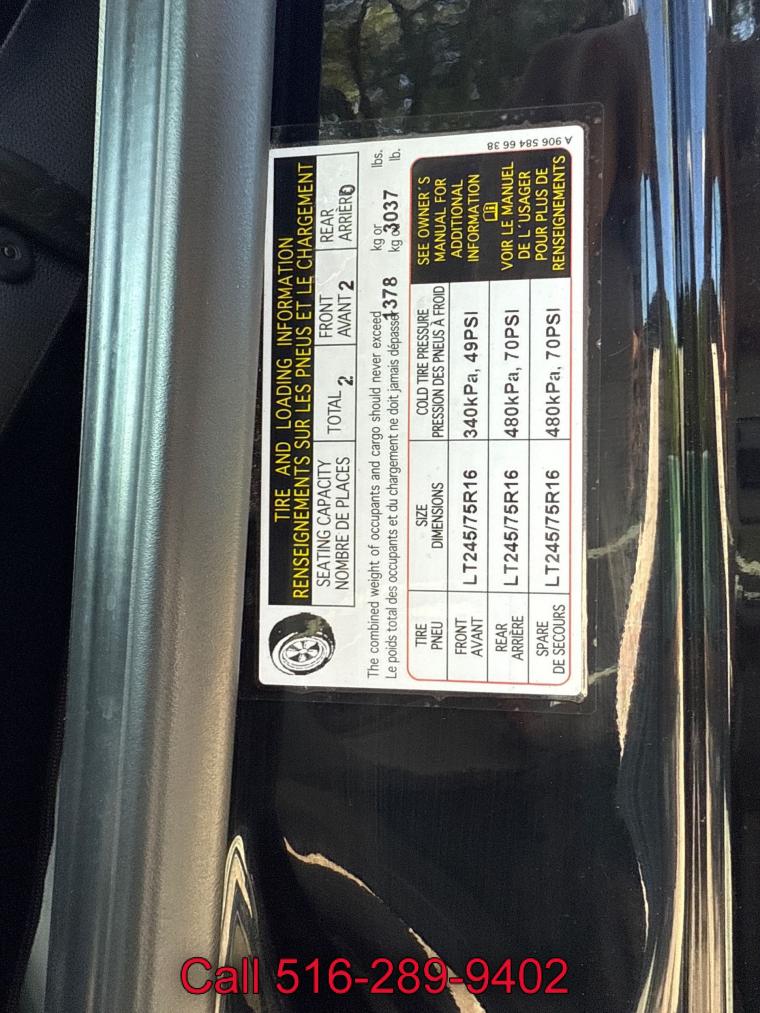 TIRE AND LOADING INFORMATION
RENSEIGNEMENTS SUR LES PNEUS ET LE CHARGEMENT
SEATING CAPACITY
NOMBRE DE PLACES
TOTAL 2
FRONT
AVANT 2
REAR
ARRIÈRE 0
The combined weight of occupants and cargo should never exceed 1378 kg or 3037 lbs.
Le poids total des occupants et du chargement ne doit jamais dépasser kg ou lb.
TIRE
PNEU
SIZE
DIMENSIONS
COLD TIRE PRESSURE
PRESSION DES PNEUS À FROID
FRONT
AVANT
LT245/75R16
340kPa, 49PSI
REAR
ARRIÈRE
LT245/75R16
480kPa, 70PSI
SPARE
DE SECOURS
LT245/75R16
480kPa, 70PSI
SEE OWNER'S
MANUAL FOR
ADDITIONAL
INFORMATION
VOIR LE MANUEL
DE L'USAGER
POUR PLUS DE
RENSEIGNEMENTS
A 906 584 66 38
Call 516-289-9402